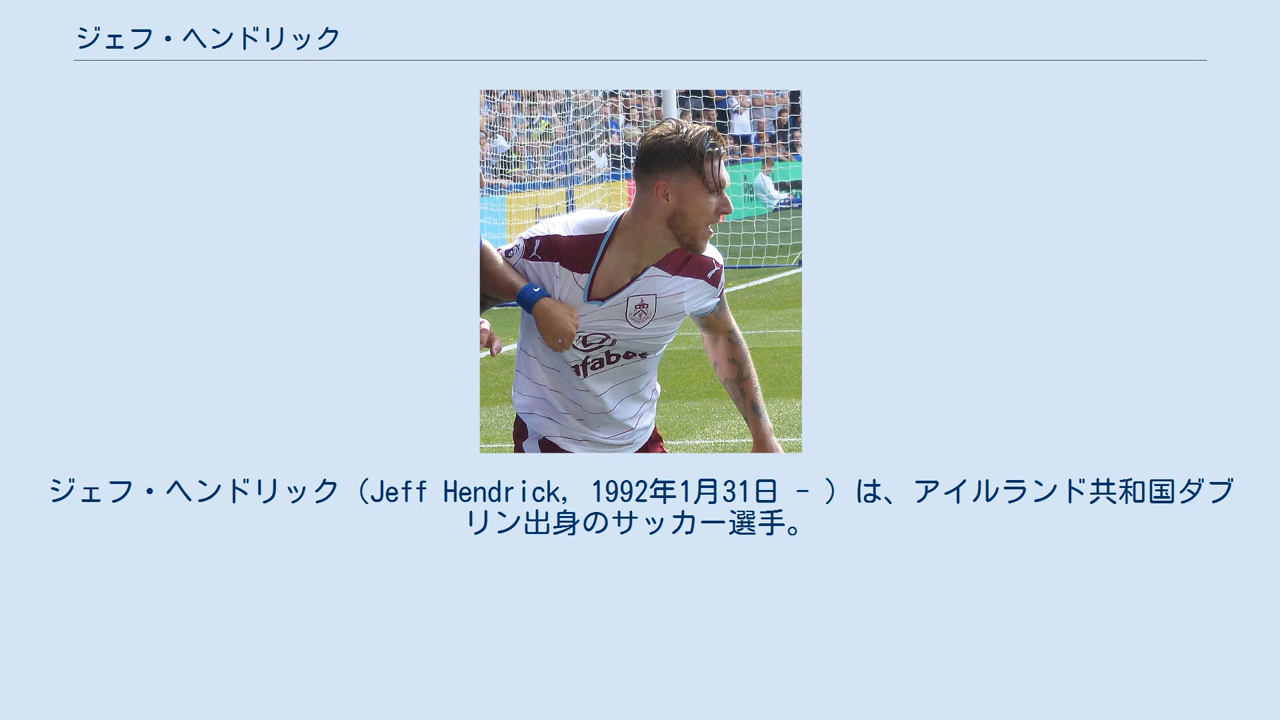 ジェフ・ヘンドリック
afabe
ジェフ・ヘンドリック（Jeff Hendrick, 1992年1月31日 - ）は、アイルランド共和国ダブ
リン出身のサッカー選手。